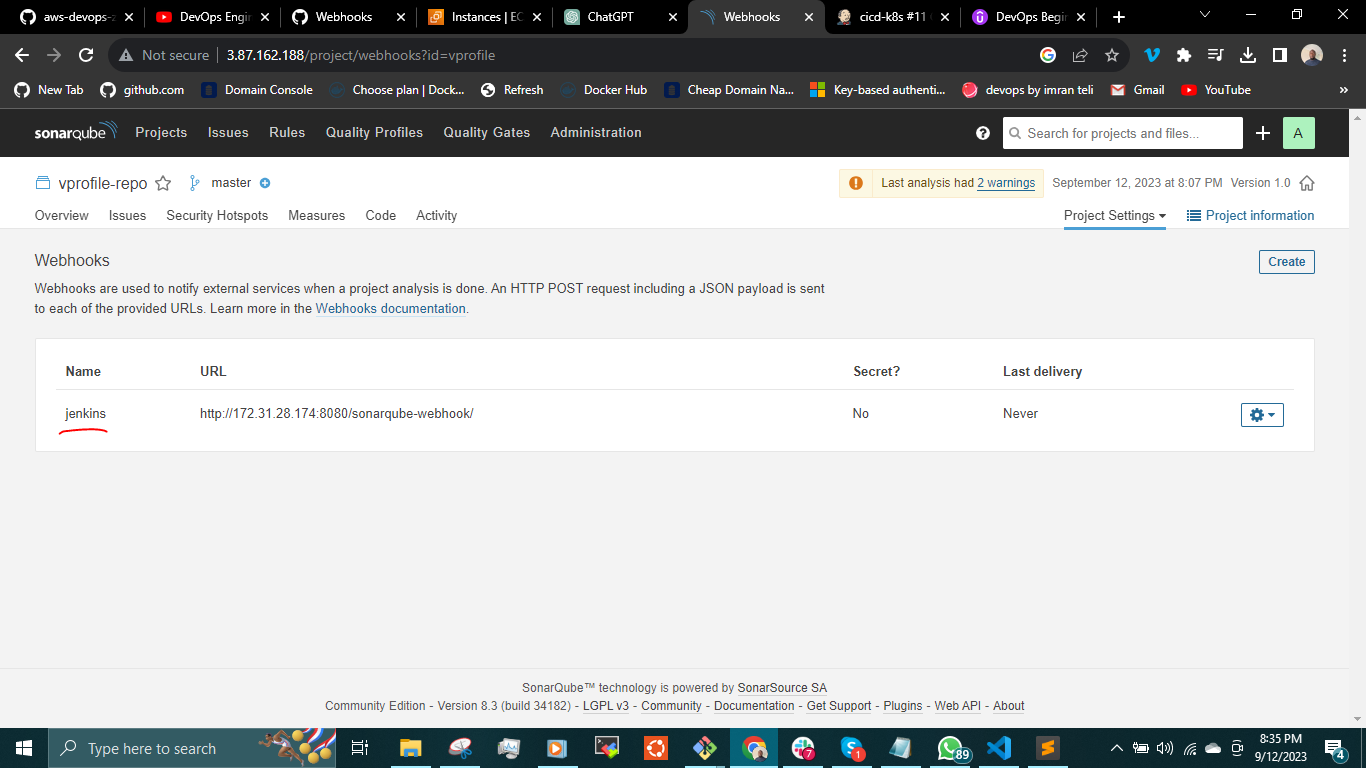 aws-devops-z
DevOps Engin
Webhooks
Instances | EC
ChatGPT
Webhooks
cicd-k8s #11
DevOps Begin
Not secure
3.87.162.188/project/webhooks?id=vprofile
New Tab
github.com
Domain Console
Choose plan | Dock...
Refresh
Docker Hub
Cheap Domain Na...
Key-based authenti...
devops by imran teli
Gmail
YouTube
»
sonarqube
Projects
Issues
Rules
Quality Profiles
Quality Gates
Administration
Search for projects and files...
A
vprofile-repo
master
Last analysis had 2 warnings
September 12, 2023 at 8:07 PM
Version 1.0
Overview
Issues
Security Hotspots
Measures
Code
Activity
Project Settings
Project information
Webhooks
Create
Webhooks are used to notify external services when a project analysis is done. An HTTP POST request including a JSON payload is sent
to each of the provided URLs. Learn more in the Webhooks documentation.
Name
URL
Secret?
Last delivery
jenkins
http://172.31.28.174:8080/sonarqube-webhook/
No
Never
SonarQube™ technology is powered by SonarSource SA
Community Edition - Version 8.3 (build 34182) - LGPL v3 - Community - Documentation - Get Support - Plugins - Web API - About
Type here to search
7
1
89
8:35 PM
9/12/2023
4